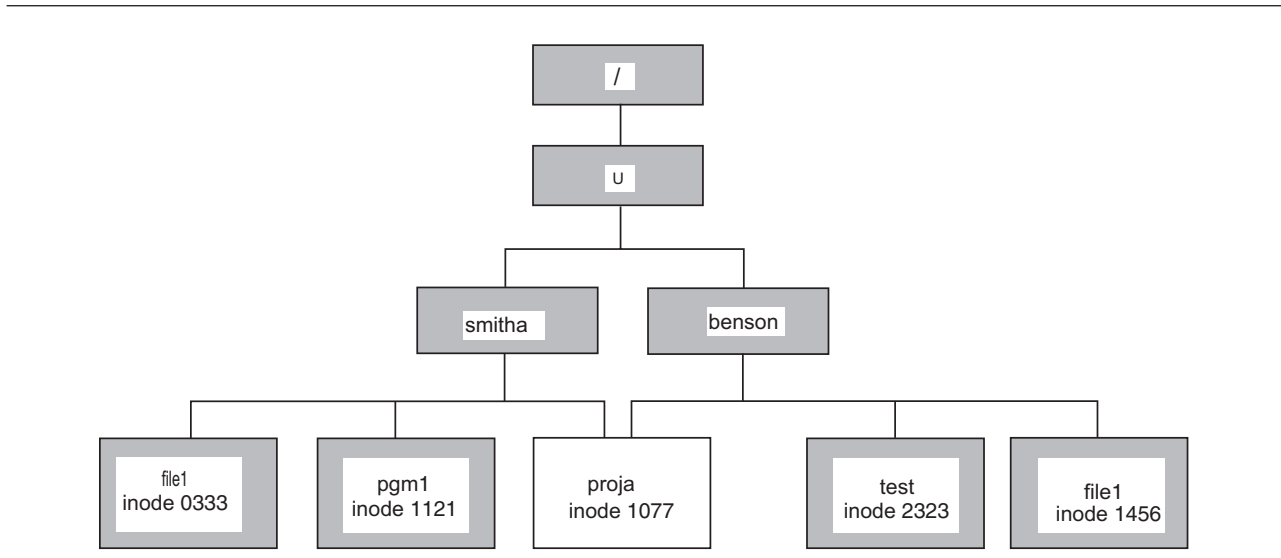 /
U
smitha
benson
file1
inode 0333
pgm1
inode 1121
proja
inode 1077
test
inode 2323
file1
inode 1456